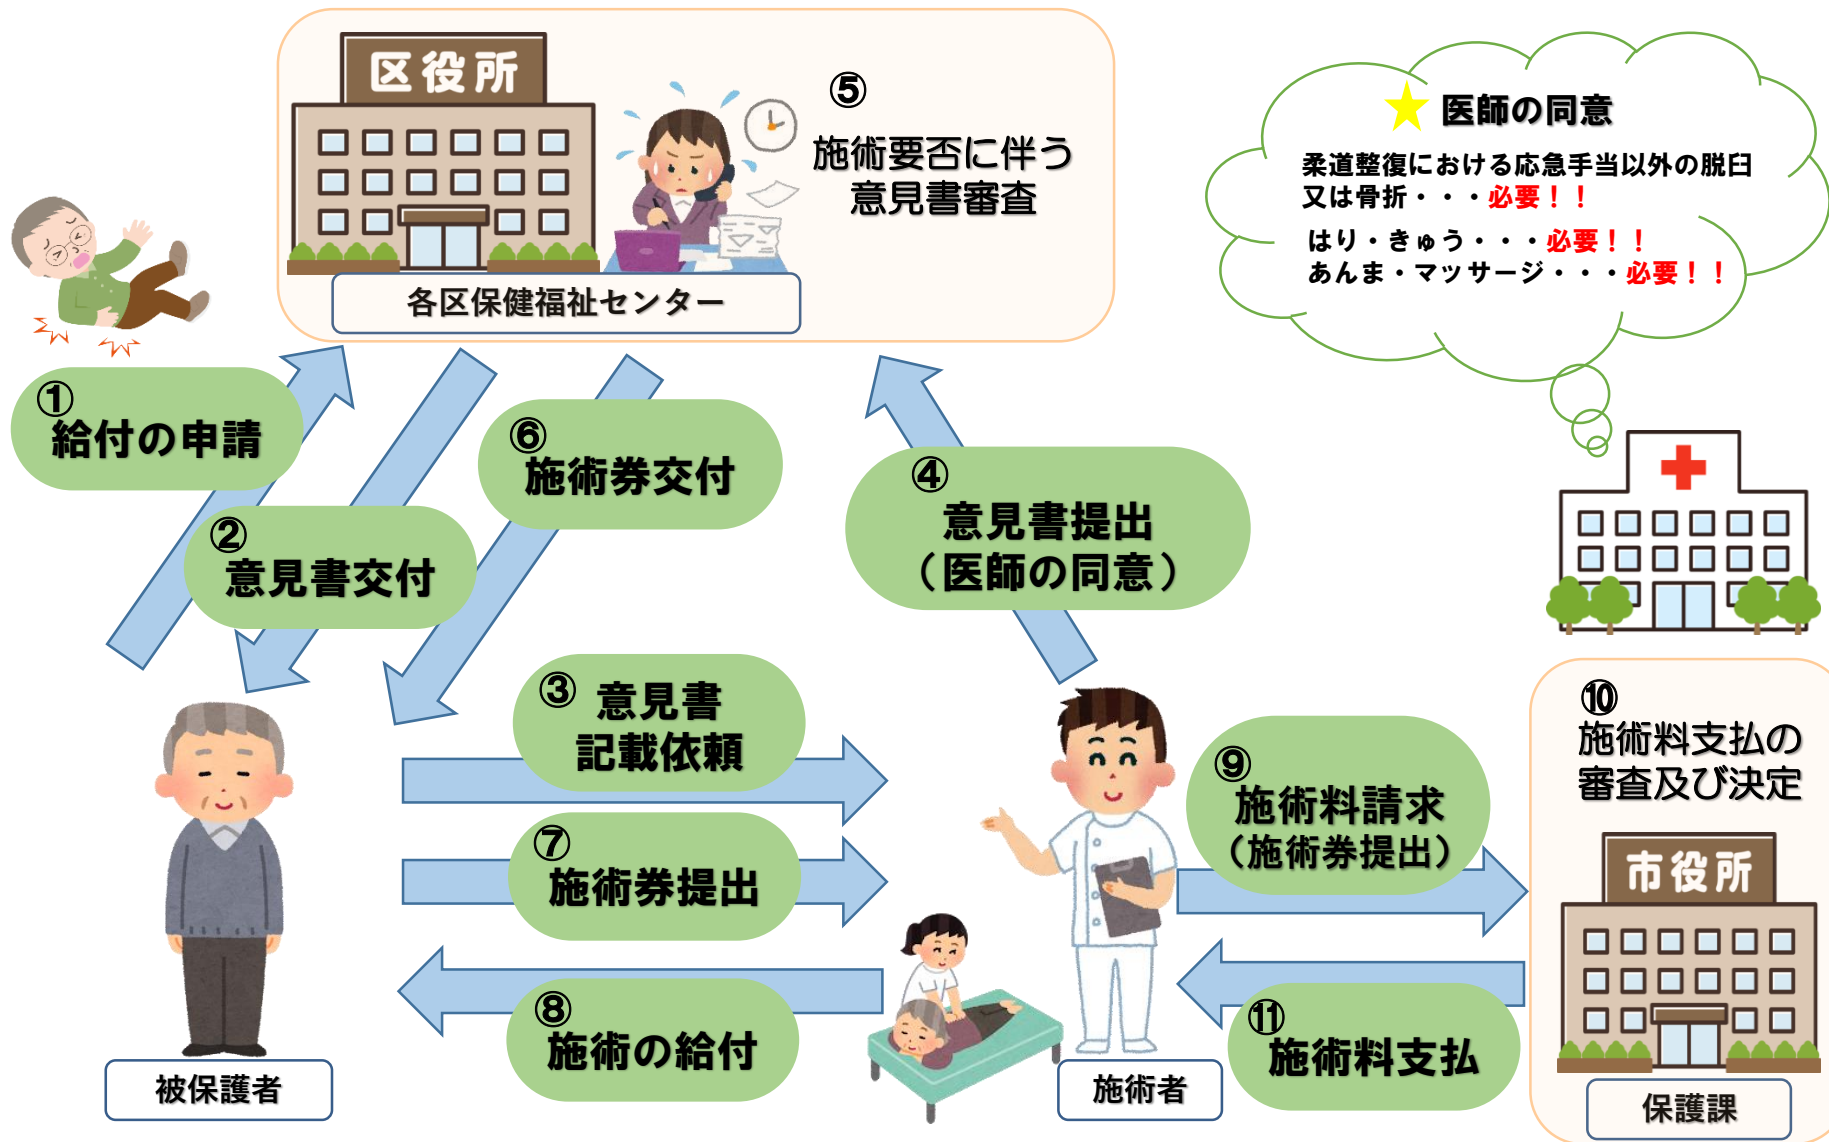 区役所
⑤
施術要否に伴う
意見書審査
各区保健福祉センター
医師の同意
柔道整復における応急手当以外の脱臼
又は骨折・・・必要！！
はり・きゅう・・・必要！！
あんま・マッサージ・・・必要！！
①
給付の申請
②
意見書交付
⑥
施術券交付
④
意見書提出
（医師の同意）
③ 意見書
記載依頼
⑦
施術券提出
⑧
施術の給付
⑨
施術料請求
（施術券提出）
⑪
施術料支払
⑩
施術料支払の
審査及び決定
市役所
保護課
被保護者
施術者